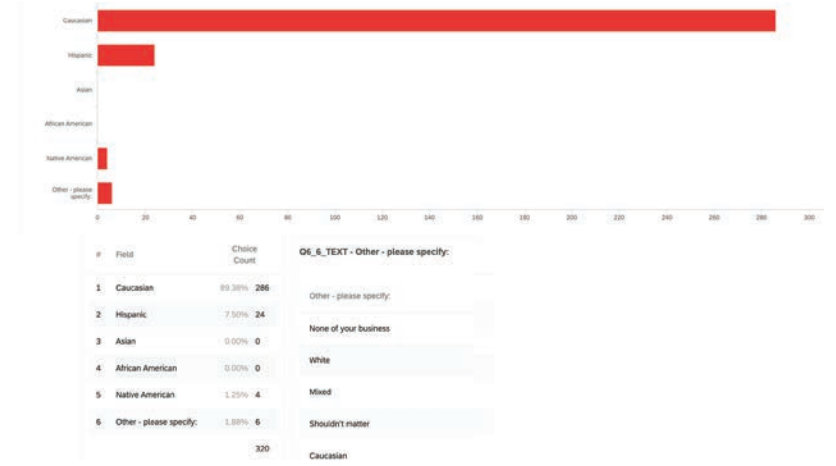 Caucasian
Hispanic
Asian
African American
Native American
Other - please
specify:
0 20 40 60 80 100 120 140 160 180 200 220 240 260 280 300
# Field Choice
Count
1 Caucasian 89.38% 286
2 Hispanic 7.50% 24
3 Asian 0.00% 0
4 African American 0.00% 0
5 Native American 1.25% 4
6 Other - please specify: 1.88% 6
320
Q6_6_TEXT - Other - please specify:
Other - please specify:
None of your business
White
Mixed
Shouldn't matter
Caucasian